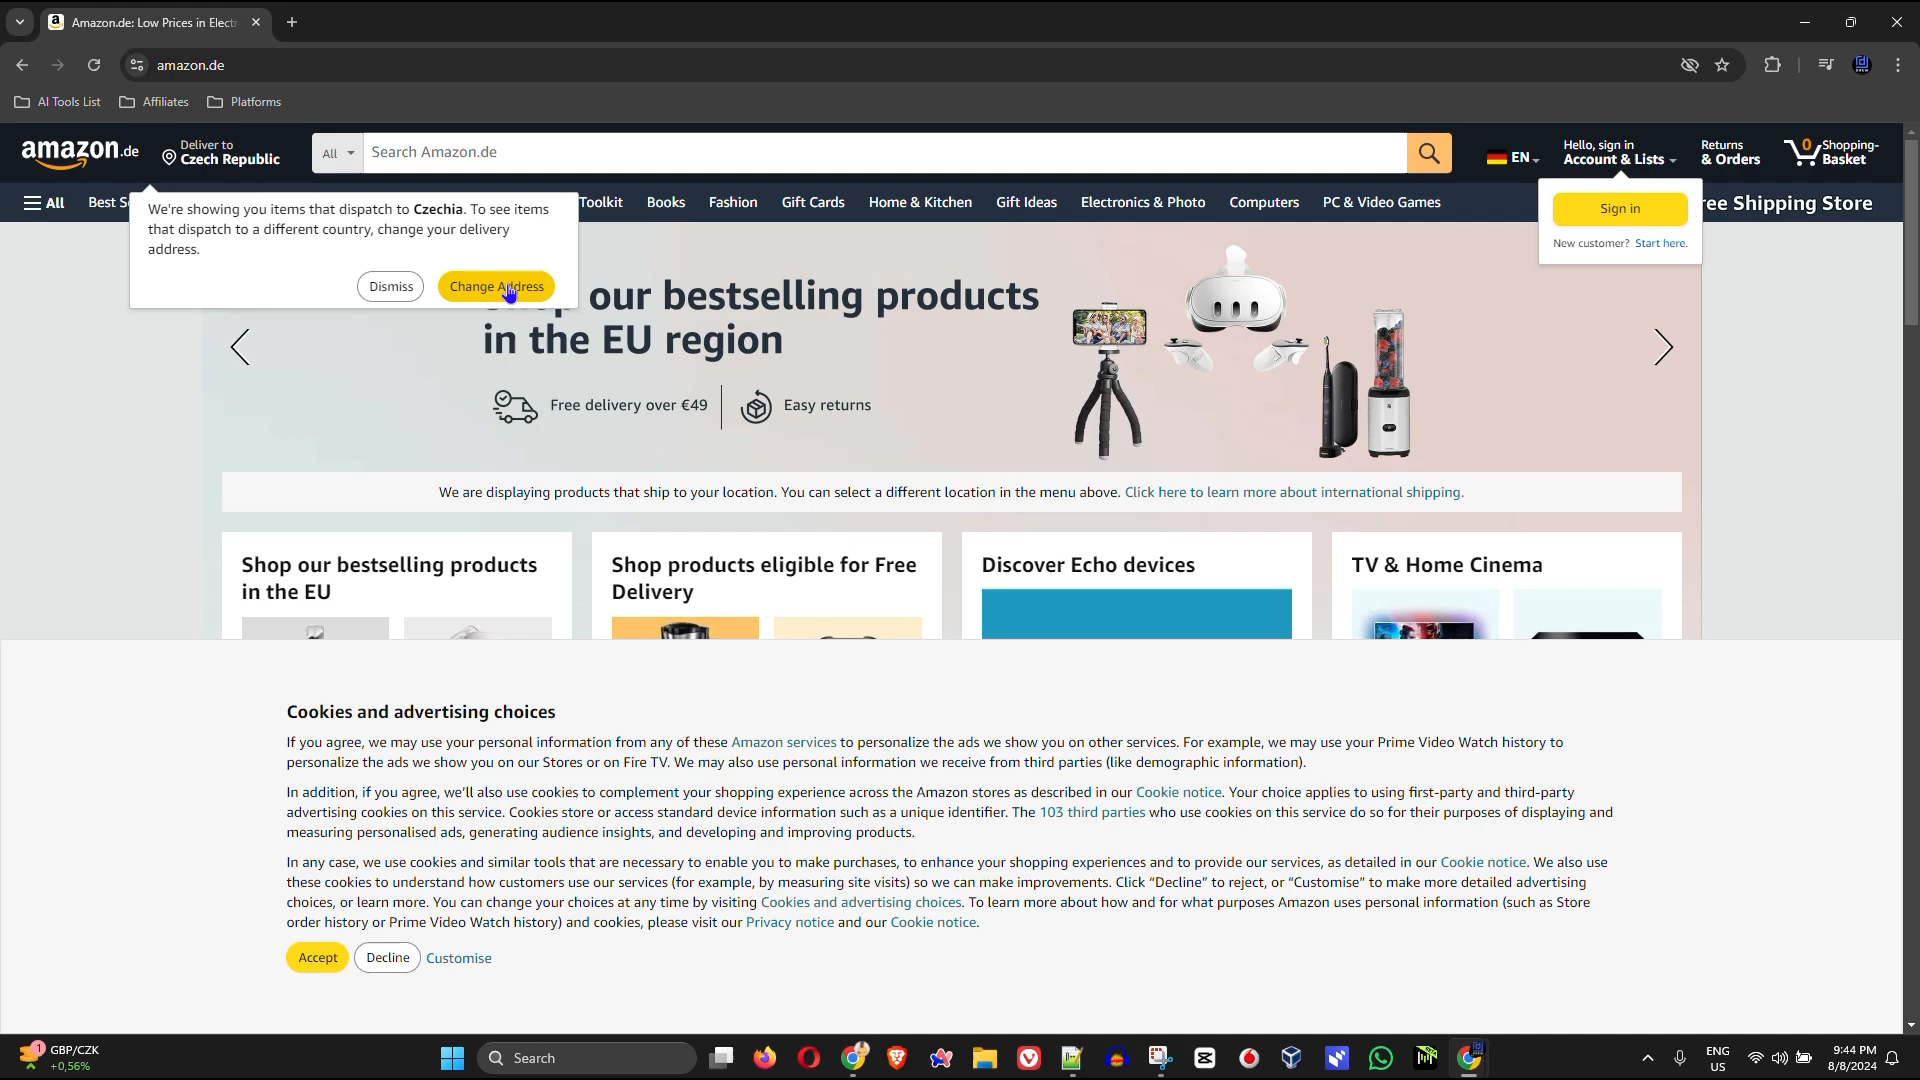 Amazon.de: Low Prices in Electr
amazon.de
AI Tools List
Affiliates
Platforms
amazon.de
Deliver to
Czech Republic
All
Search Amazon.de
EN
Hello, sign in
Account & Lists
Returns
& Orders
0
Shopping-
Basket
All
Best S
Toolkit
Books
Fashion
Gift Cards
Home & Kitchen
Gift Ideas
Electronics & Photo
Computers
PC & Video Games
ree Shipping Store
We're showing you items that dispatch to Czechia. To see items
that dispatch to a different country, change your delivery
address.
Dismiss
Change Address
Sign in
New customer? Start here.
our bestselling products
in the EU region
Free delivery over €49
Easy returns
We are displaying products that ship to your location. You can select a different location in the menu above. Click here to learn more about international shipping.
Shop our bestselling products
in the EU
Shop products eligible for Free
Delivery
Discover Echo devices
TV & Home Cinema
Cookies and advertising choices
If you agree, we may use your personal information from any of these Amazon services to personalize the ads we show you on other services. For example, we may use your Prime Video Watch history to
personalize the ads we show you on our Stores or on Fire TV. We may also use personal information we receive from third parties (like demographic information).
In addition, if you agree, we'll also use cookies to complement your shopping experience across the Amazon stores as described in our Cookie notice. Your choice applies to using first-party and third-party
advertising cookies on this service. Cookies store or access standard device information such as a unique identifier. The 103 third parties who use cookies on this service do so for their purposes of displaying and
measuring personalised ads, generating audience insights, and developing and improving products.
In any case, we use cookies and similar tools that are necessary to enable you to make purchases, to enhance your shopping experiences and to provide our services, as detailed in our Cookie notice. We also use
these cookies to understand how customers use our services (for example, by measuring site visits) so we can make improvements. Click "Decline" to reject, or "Customise" to make more detailed advertising
choices, or learn more. You can change your choices at any time by visiting Cookies and advertising choices. To learn more about how and for what purposes Amazon uses personal information (such as Store
order history or Prime Video Watch history) and cookies, please visit our Privacy notice and our Cookie notice.
Accept
Decline
Customise
1
GBP/CZK
+0,56%
Search
ENG
US
9:44 PM
8/8/2024